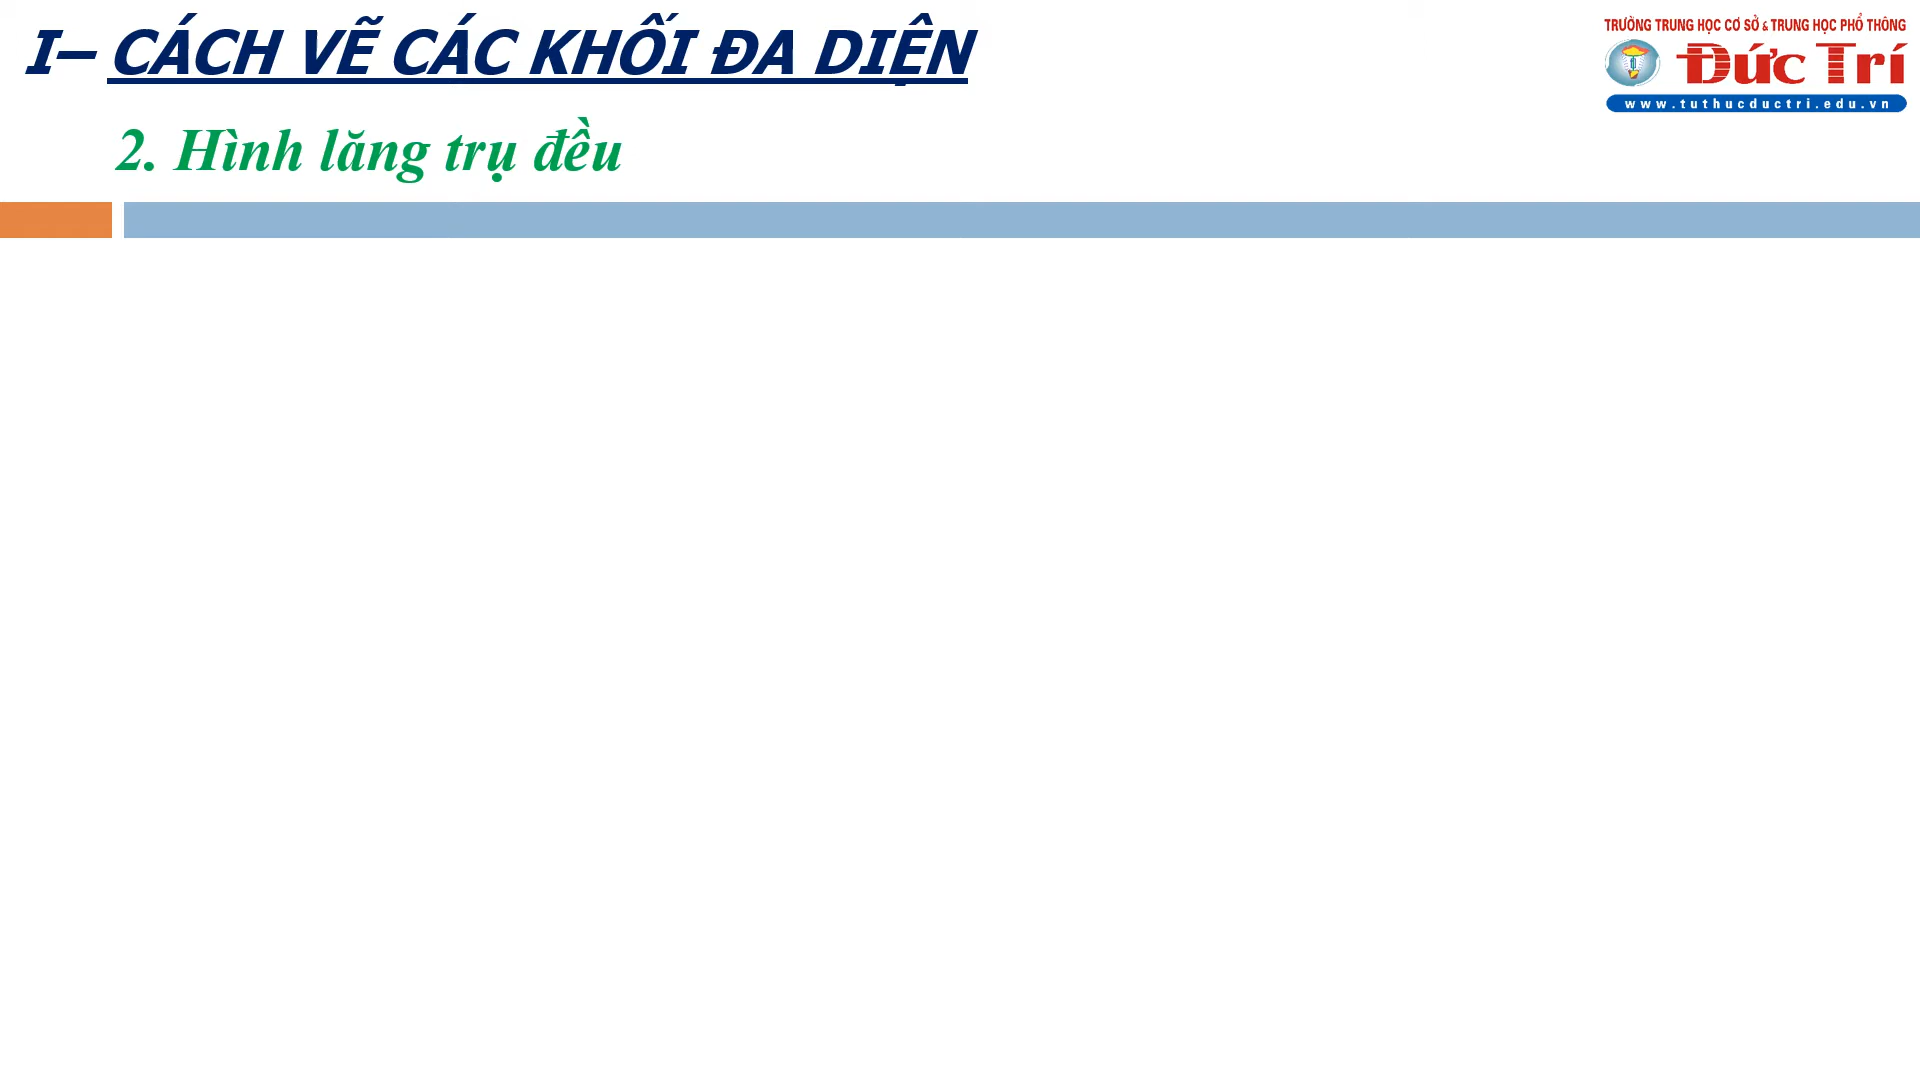 I– CÁCH VẼ CÁC KHỐI ĐA DIỆN
TRƯỜNG TRUNG HỌC CƠ SỞ & TRUNG HỌC PHỔ THÔNG
Đức Trí
www.tuthucductri.edu.vn
2. Hình lăng trụ đều